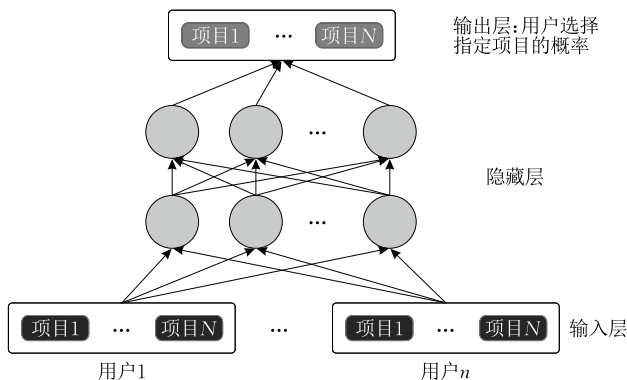 项目1 ... 项目N
输出层:用户选择
指定项目的概率
...
隐藏层
...
项目1 ... 项目N ... 项目1 ... 项目N
输入层
用户1
用户n